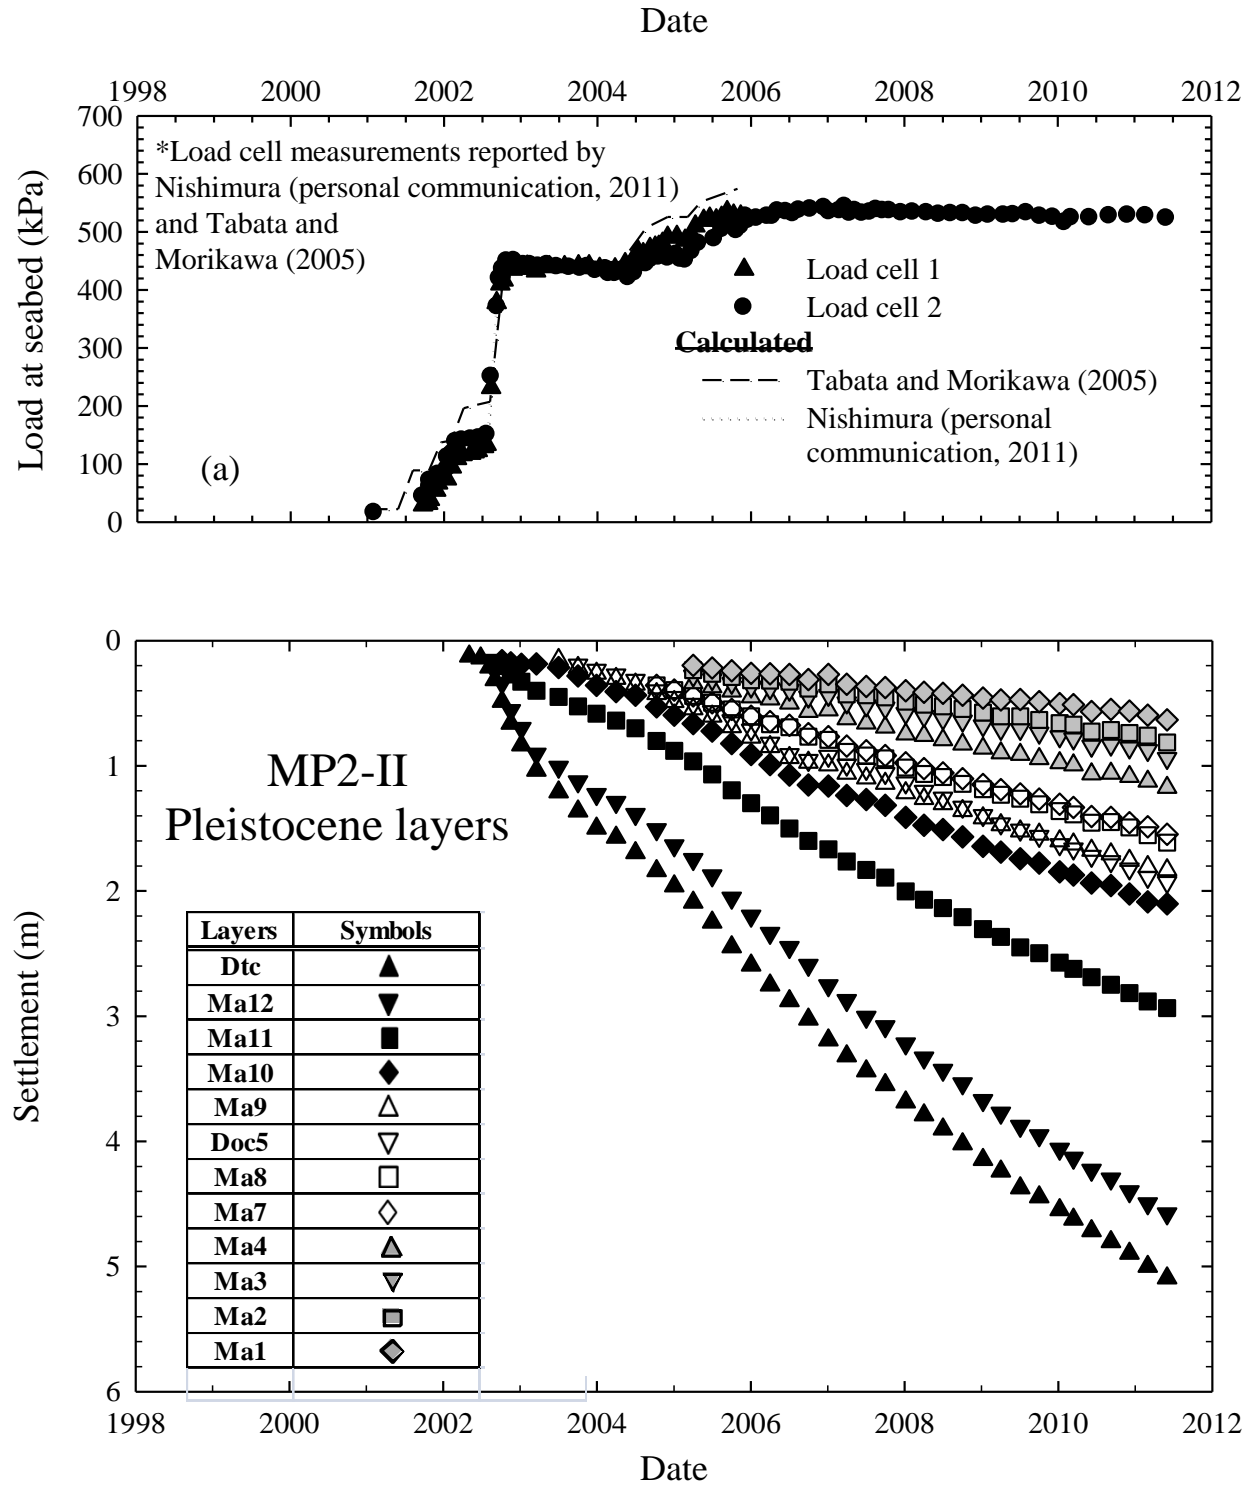 Date
1998 2000 2002 2004 2006 2008 2010 2012
700
600
500
400
300
200
100
0
Load at seabed (kPa)
*Load cell measurements reported by
Nishimura (personal communication, 2011)
and Tabata and
Morikawa (2005)
Load cell 1
Load cell 2
Calculated
Tabata and Morikawa (2005)
Nishimura (personal
communication, 2011)
(a)
0
1
2
3
4
5
6
Settlement (m)
MP2-II
Pleistocene layers
Layers Symbols
Dtc
Ma12
Ma11
Ma10
Ma9
Doc5
Ma8
Ma7
Ma4
Ma3
Ma2
Ma1
1998 2000 2002 2004 2006 2008 2010 2012
Date